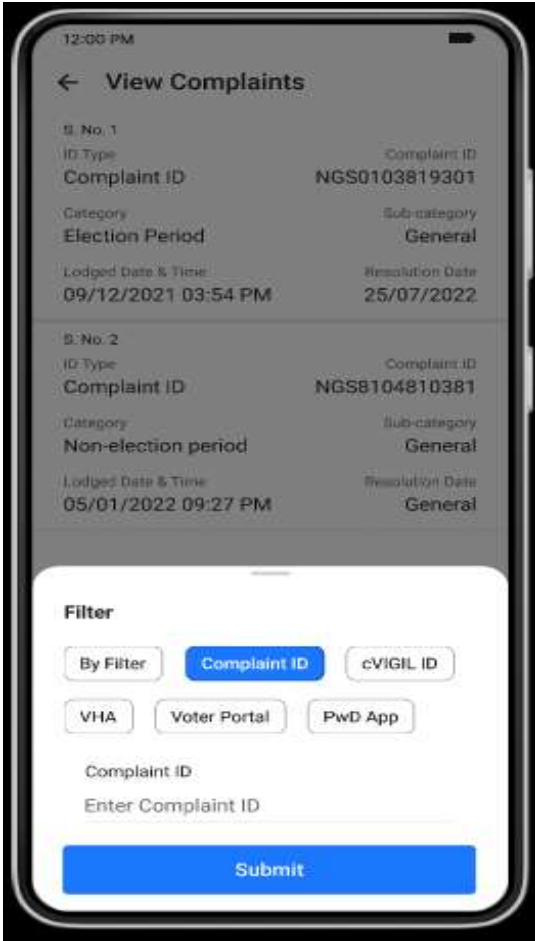 12:00 PM
← View Complaints
S. No. 1
ID Type Complaint ID
Complaint ID NGS0103819301
Category Sub-category
Election Period General
Lodged Date & Time Resolution Date
09/12/2021 03:54 PM 25/07/2022
S. No. 2
ID Type Complaint ID
Complaint ID NGS8104810381
Category Sub-category
Non-election period General
Lodged Date & Time Resolution Date
05/01/2022 09:27 PM General
Filter
By Filter Complaint ID cVIGIL ID
VHA Voter Portal PwD App
Complaint ID
Enter Complaint ID
Submit